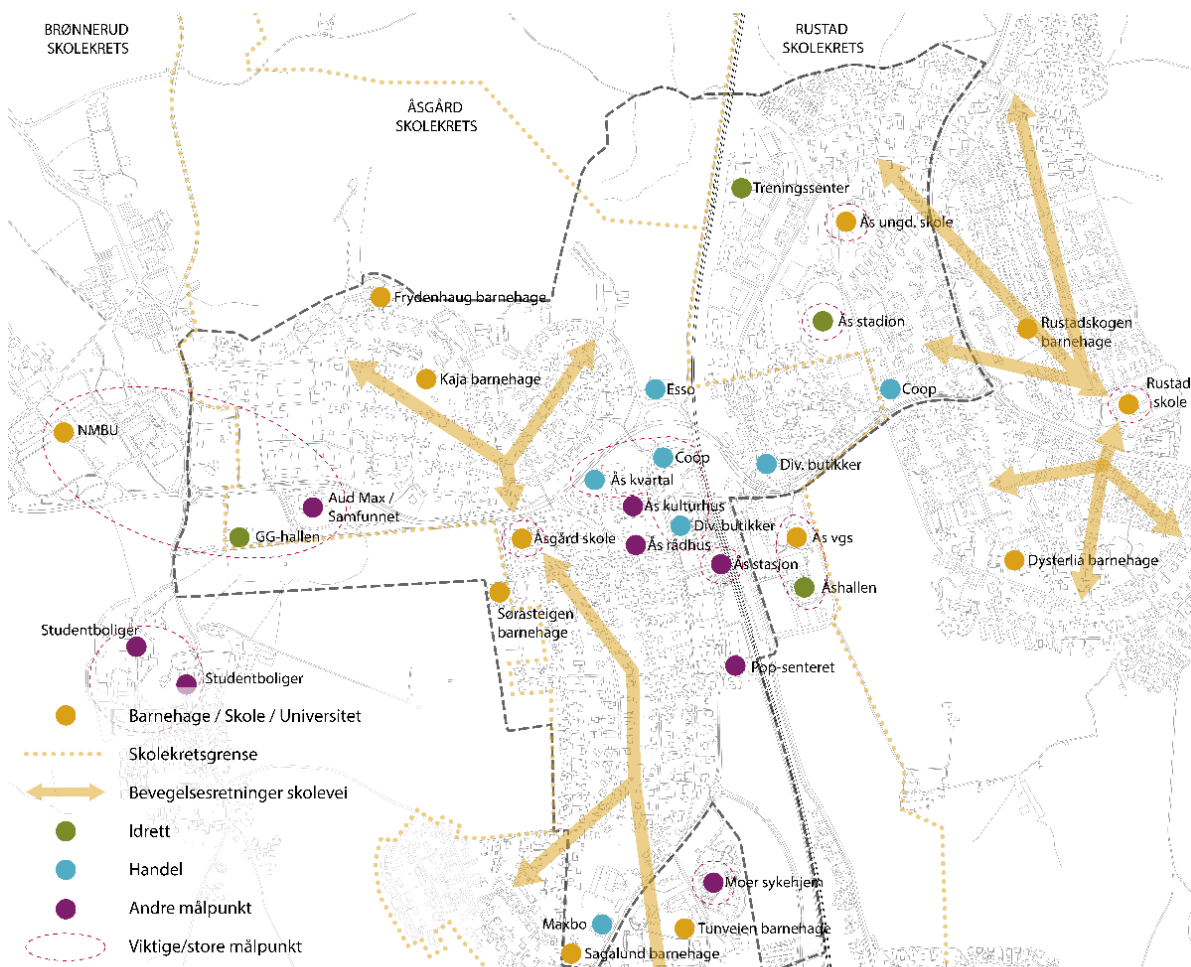 BRØNNERUD
SKOLEKRETS
RUSTAD
SKOLEKRETS
ÅSGÅRD
SKOLEKRETS
Treningssenter
Ås ungd. skole
Frydenhaug barnehage
Ås stadion
Rustadskogen
barnehage
Kaja barnehage
Esso
Coop
Rustad
skole
NMBU
Coop
Div. butikker
Ås kvartal
Aud Max /
Samfunnet
Ås kulturhus
Div. butikker
GG-hallen
Åsgård skole
Ås rådhus
Ås vgs
Ås stasjon
Dysterlia barnehage
Åshallen
Søråsteigen
barnehage
Studentboliger
Pop-senteret
Studentboliger
Barnehage / Skole / Universitet
Skolekretsgrense
Bevegelsesretninger skolevei
Idrett
Handel
Moer sykehjem
Andre målpunkt
Maxbo
Tunveien barnehage
Viktige/store målpunkt
Sagalund barnehage